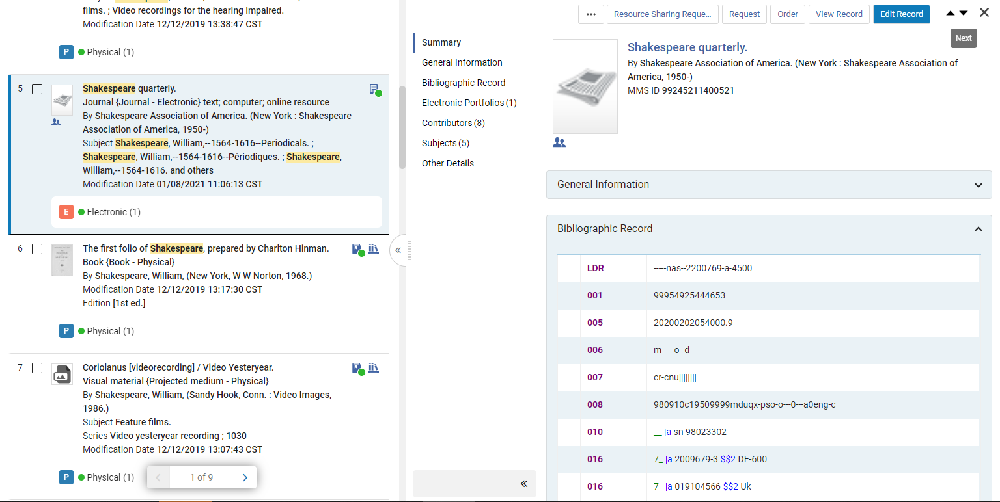 films. ; Video recordings for the hearing impaired.
Modification Date 12/12/2019 13:38:47 CST
P Physical (1)
5 Shakespeare quarterly.
Journal {Journal - Electronic} text; computer; online resource
By Shakespeare Association of America. (New York : Shakespeare
Association of America, 1950-)
Subject Shakespeare, William,--1564-1616--Periodicals. ;
Shakespeare, William,--1564-1616--Périodiques. ; Shakespeare,
William,--1564-1616. and others
Modification Date 01/08/2021 11:06:13 CST
E Electronic (1)
6 The first folio of Shakespeare, prepared by Charlton Hinman.
Book {Book - Physical}
By Shakespeare, William, (New York, W W Norton, 1968.)
Modification Date 12/12/2019 13:17:30 CST
Edition [1st ed.]
P Physical (1)
7 Coriolanus [videorecording] / Video Yesteryear.
Visual material {Projected medium - Physical}
By Shakespeare, William, (Sandy Hook, Conn. : Video Images,
1986.)
Subject Feature films.
Series Video yesteryear recording ; 1030
Modification Date 12/12/2019 13:07:43 CST
P Physical (1)
1 of 9
Summary
General Information
Bibliographic Record
Electronic Portfolios (1)
Contributors (8)
Subjects (5)
Other Details
••• Resource Sharing Reque... Request Order View Record Edit Record
Next
Shakespeare quarterly.
By Shakespeare Association of America. (New York : Shakespeare Association of
America, 1950-)
MMS ID 99245211400521
General Information
Bibliographic Record
LDR -----nas--2200769-a-4500
001 99954925444653
005 20200202054000.9
006 m-----o--d--------
007 cr-cnu||||||||
008 980910c19509999mduqx-pso-o---0---a0eng-c
010 __ |a sn 98023302
016 7_ |a 2009679-3 $$2 DE-600
016 7_ |a 019104566 $$2 Uk